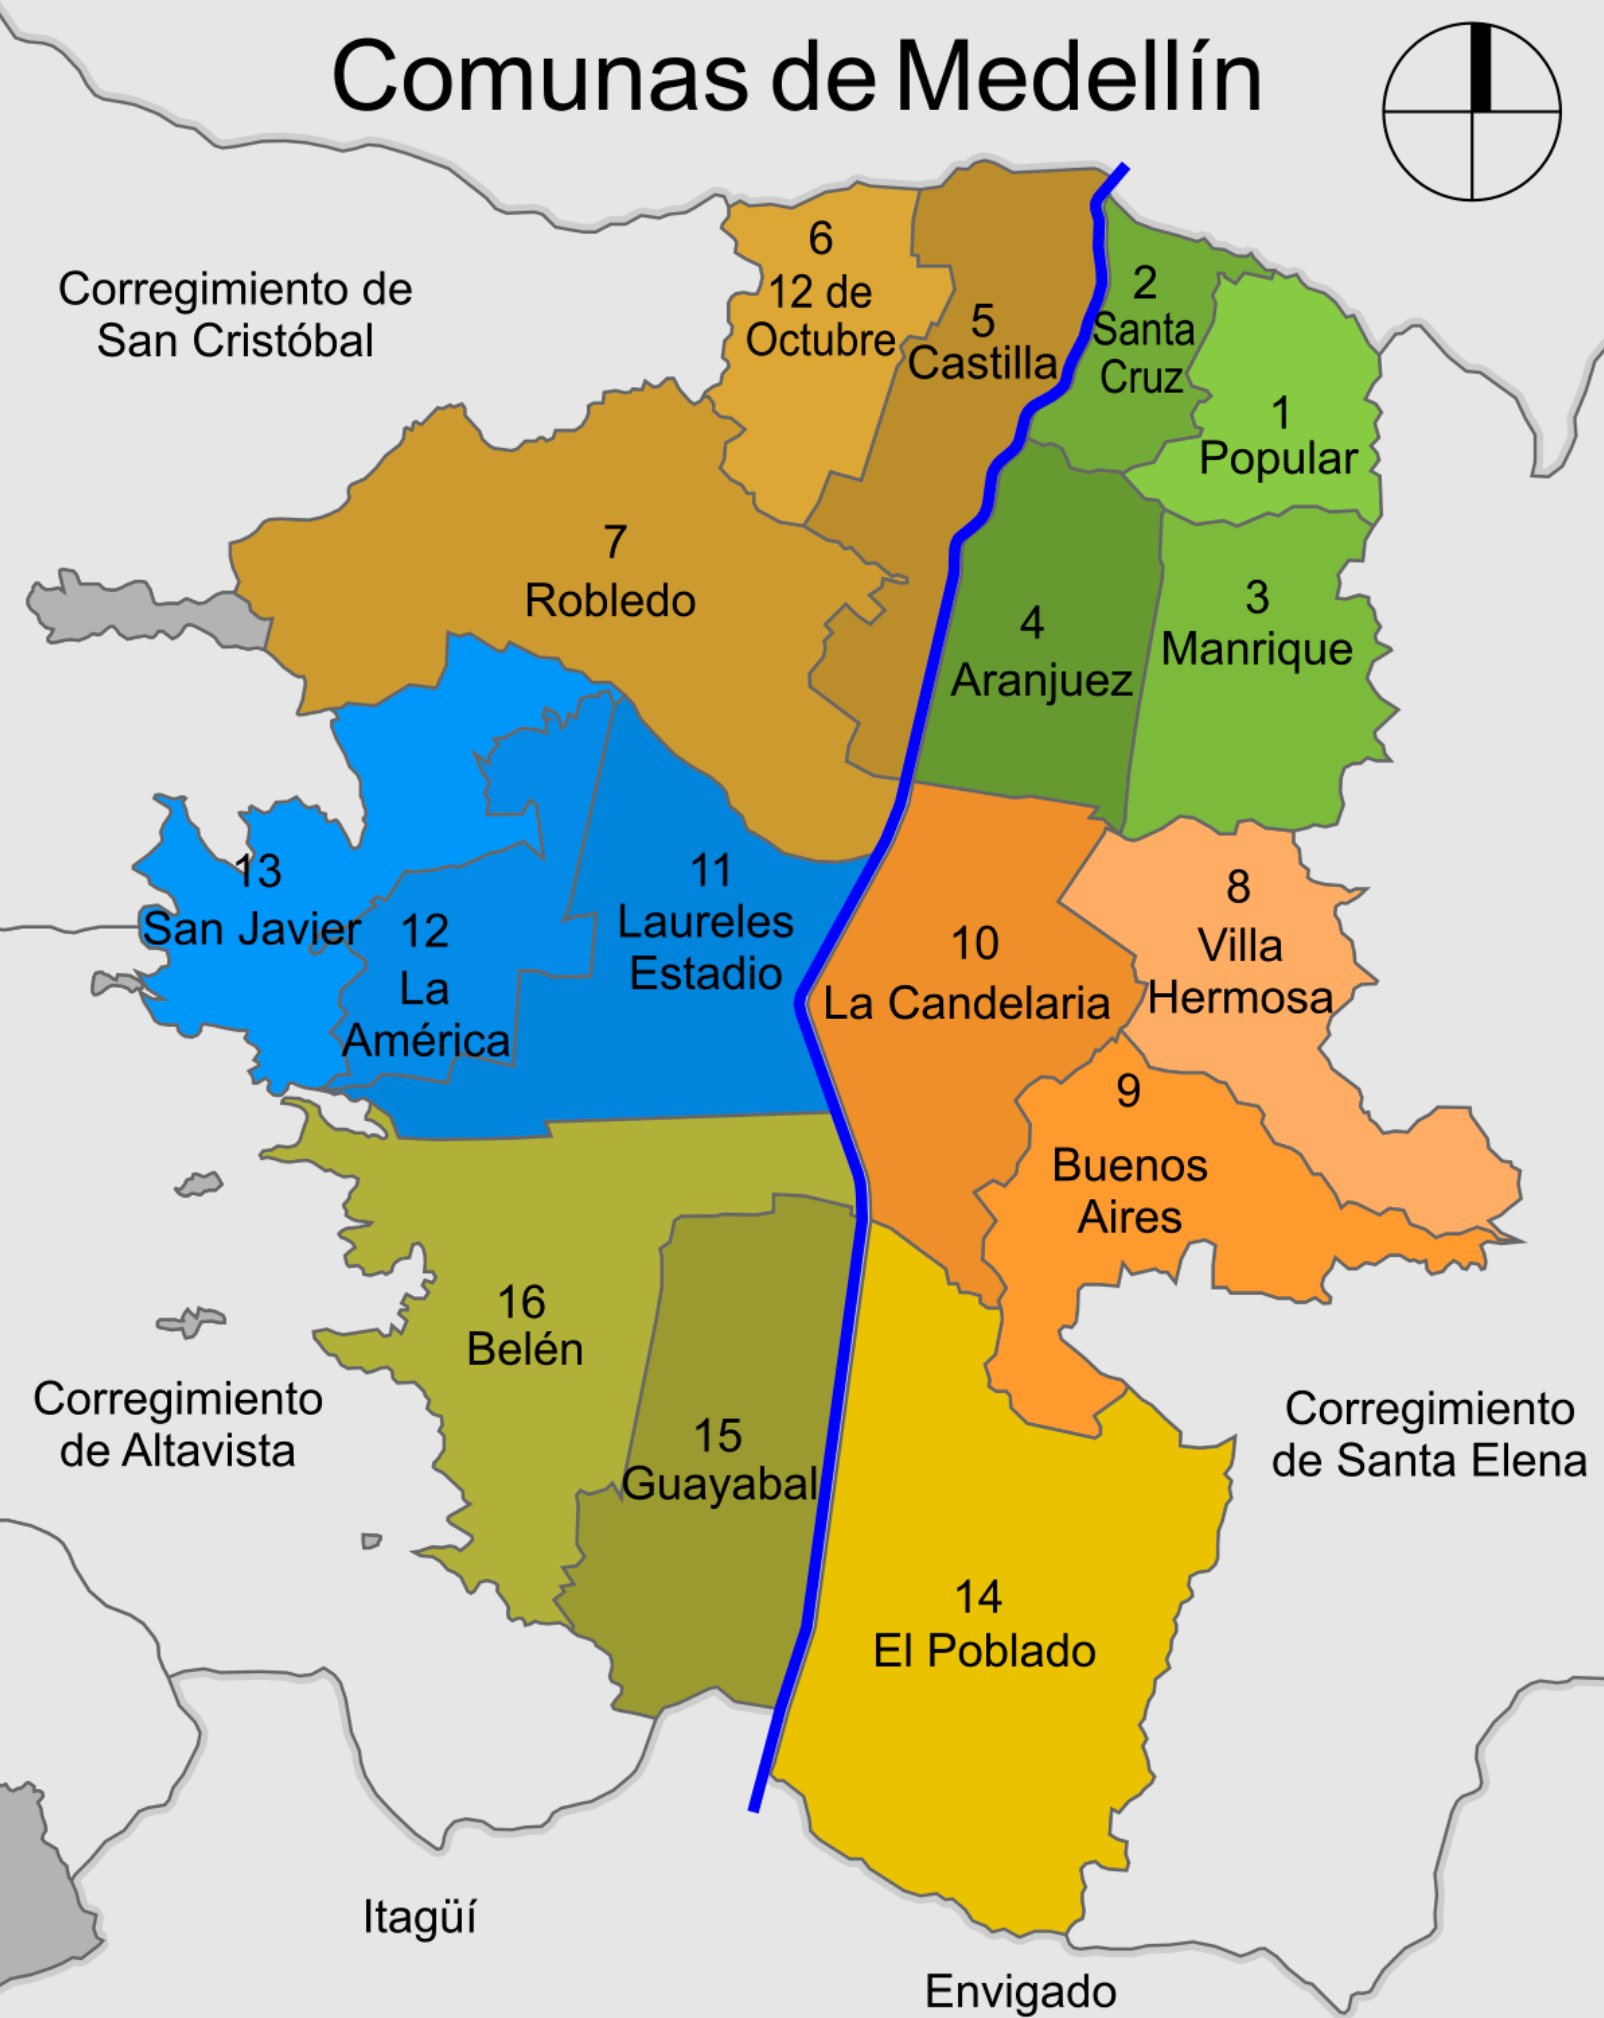 Comunas de Medellín
Corregimiento de
San Cristóbal
6
12 de
Octubre
5
Castilla
2
Santa
Cruz
1
Popular
7
Robledo
4
Aranjuez
3
Manrique
13
San Javier
12
La
América
11
Laureles
Estadio
10
La Candelaria
8
Villa
Hermosa
9
Buenos
Aires
16
Belén
15
Guayabal
14
El Poblado
Corregimiento
de Altavista
Corregimiento
de Santa Elena
Itagüí
Envigado